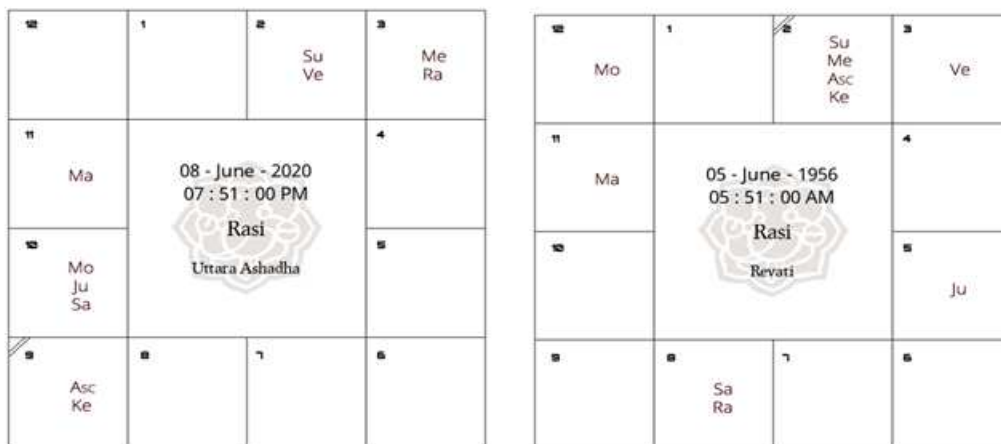 12
1
2
Su
Ve
3
Me
Ra
11
Ma
4
10
Mo
Ju
Sa
5
9
Asc
Ke
8
7
6
08 - June - 2020
07 : 51 : 00 PM
Rasi
Uttara Ashadha
12
Mo
1
2
Su
Me
Asc
Ke
3
Ve
11
Ma
4
10
5
Ju
9
8
Sa
Ra
7
6
05 - June - 1956
05 : 51 : 00 AM
Rasi
Revati